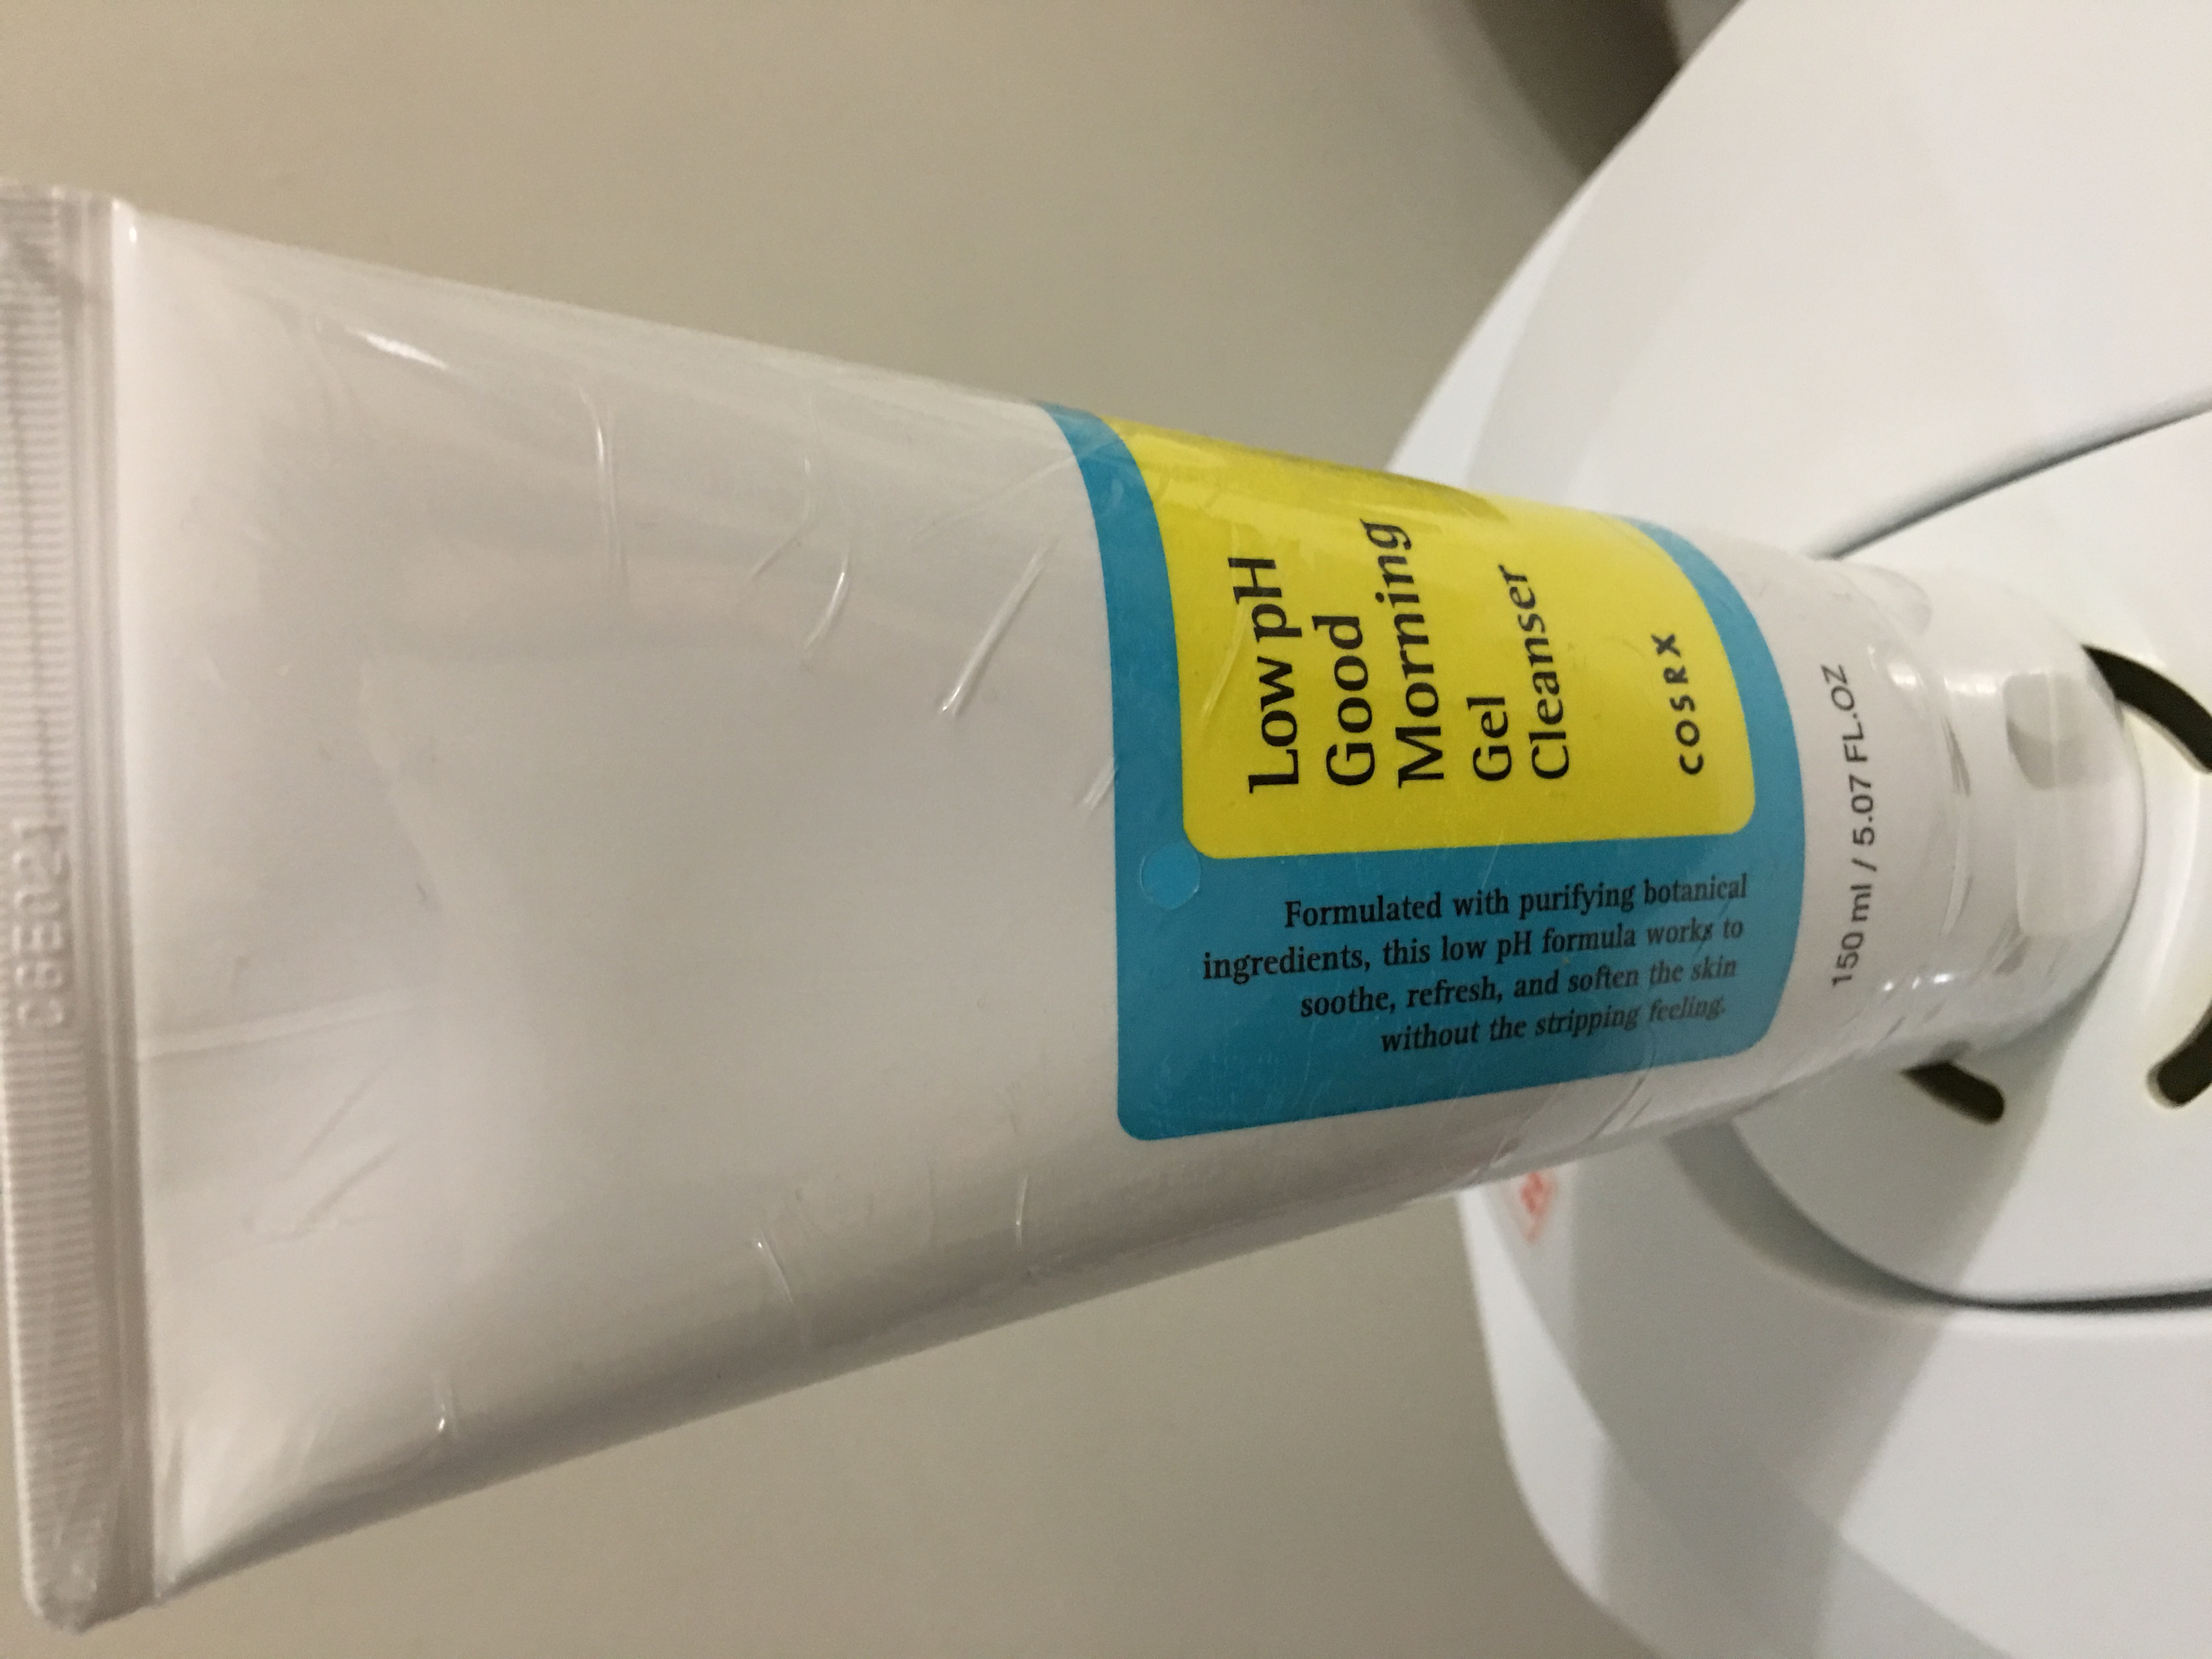 Low pH
Good
Morning
Gel
Cleanser
COSRX
Formulated with purifying botanical
ingredients, this low pH formula works to
soothe, refresh, and soften the skin
without the stripping feeling.
150 ml / 5.07 FL.OZ